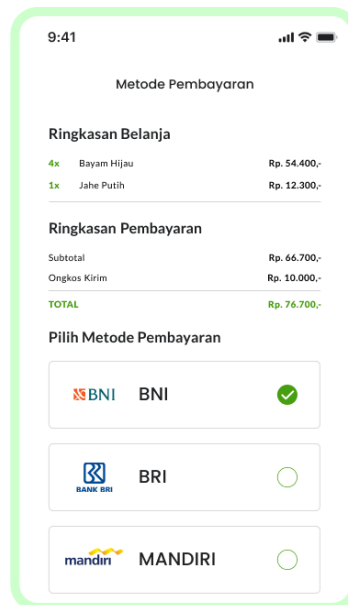 9:41
Metode Pembayaran
Ringkasan Belanja
4x Bayam Hijau Rp. 54.400,-
1x Jahe Putih Rp. 12.300,-
Ringkasan Pembayaran
Subtotal Rp. 66.700,-
Ongkos Kirim Rp. 10.000,-
TOTAL Rp. 76.700,-
Pilih Metode Pembayaran
BNI BNI
BANK BRI BRI
mandiri MANDIRI